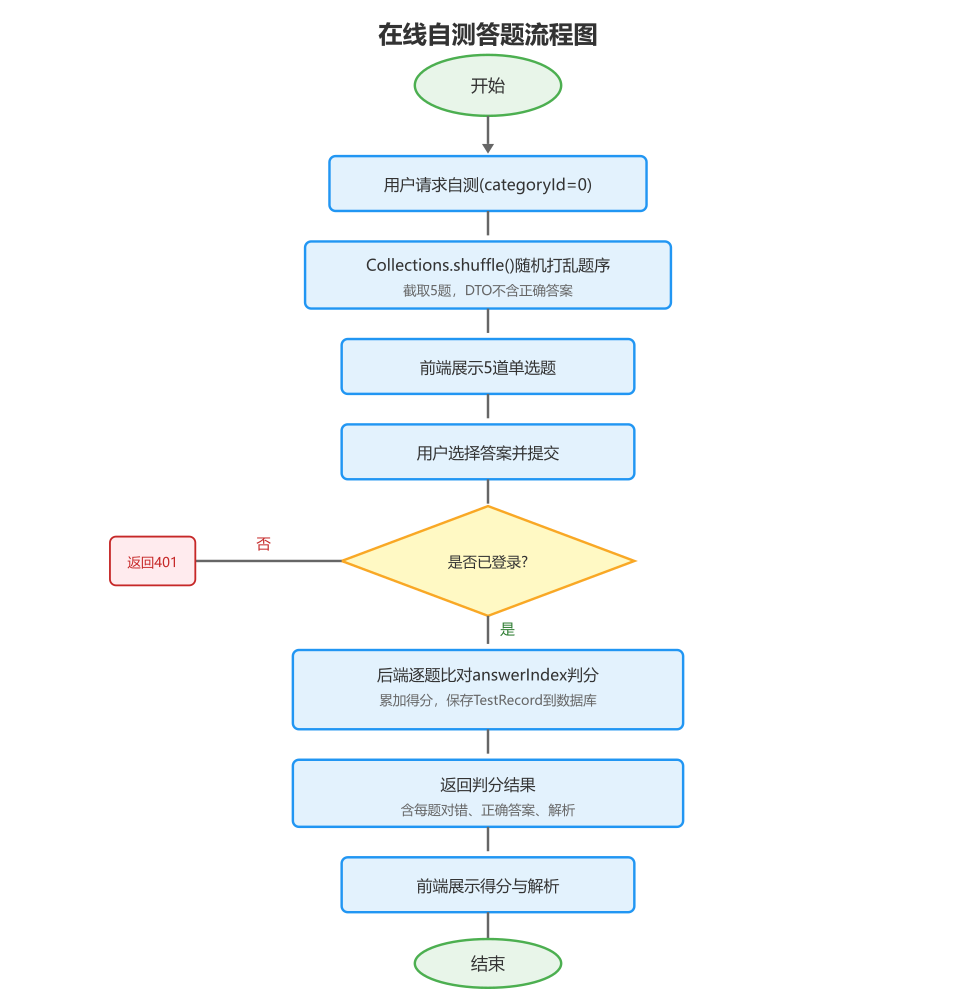 在线自测答题流程图
开始
用户请求自测(categoryId=0)
Collections.shuffle()随机打乱题序
截取5题，DTO不含正确答案
前端展示5道单选题
用户选择答案并提交
否
返回401
是否已登录?
是
后端逐题比对answerIndex判分
累加得分，保存TestRecord到数据库
返回判分结果
含每题对错、正确答案、解析
前端展示得分与解析
结束